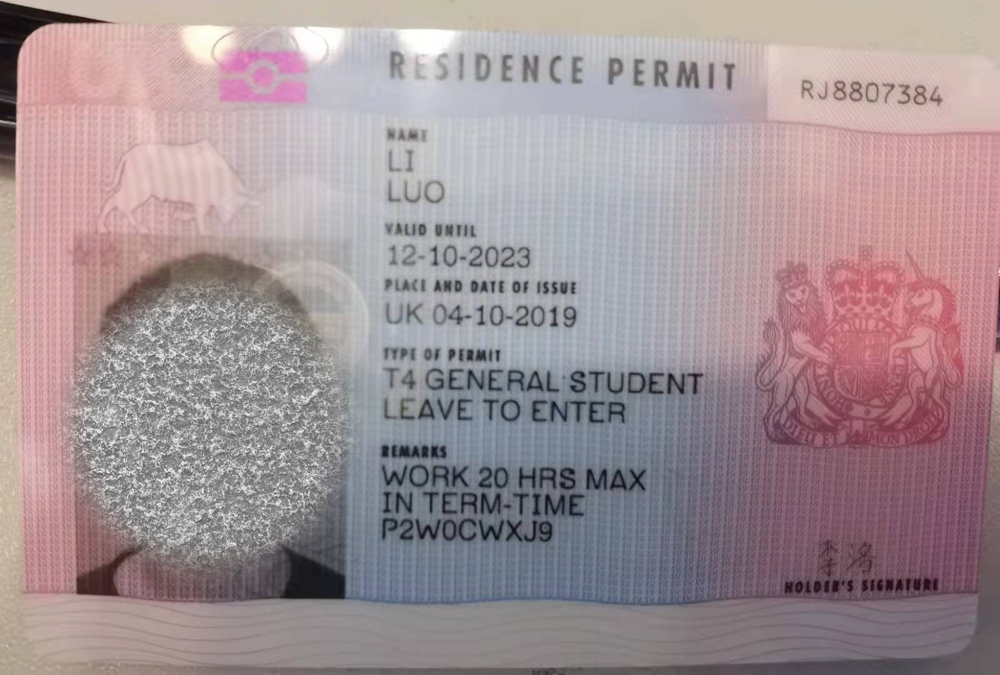 RESIDENCE PERMIT
RJ8807384
NAME
LI
LUO
VALID UNTIL
12-10-2023
PLACE AND DATE OF ISSUE
UK 04-10-2019
TYPE OF PERMIT
T4 GENERAL STUDENT
LEAVE TO ENTER
REMARKS
WORK 20 HRS MAX
IN TERM-TIME
P2W0CWXJ9
DIEU ET MON DROIT
李洛
HOLDER'S SIGNATURE